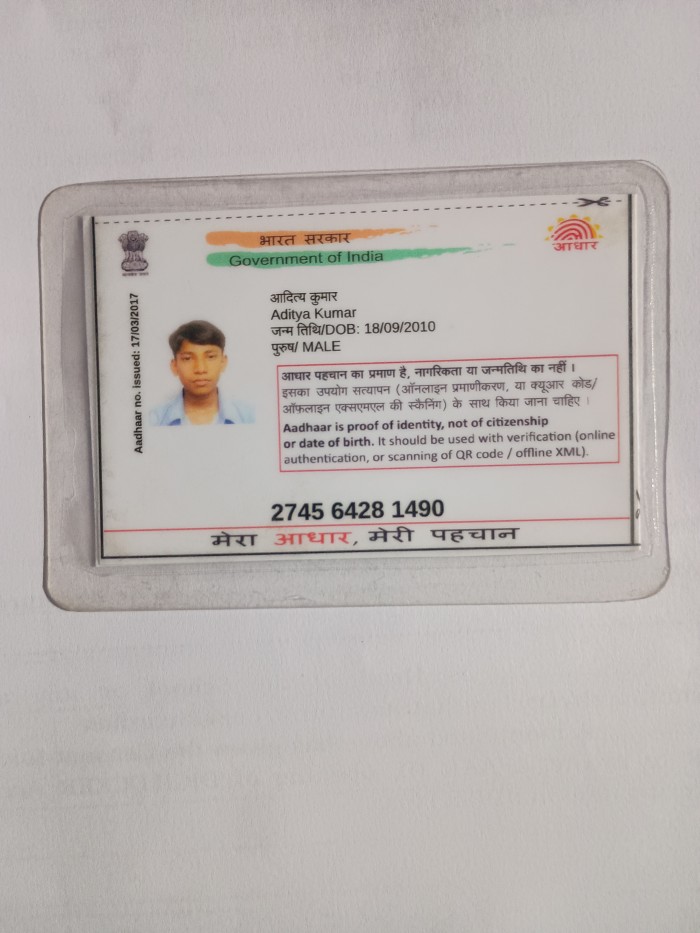 भारत सरकार
Government of India
आधार
Aadhaar no. issued: 17/03/2017
आदित्य कुमार
Aditya Kumar
जन्म तिथि/DOB: 18/09/2010
पुरुष/ MALE
आधार पहचान का प्रमाण है, नागरिकता या जन्मतिथि का नहीं ।
इसका उपयोग सत्यापन (ऑनलाइन प्रमाणीकरण, या क्यूआर कोड/
ऑफलाइन एक्सएमएल की स्कैनिंग) के साथ किया जाना चाहिए ।
Aadhaar is proof of identity, not of citizenship
or date of birth. It should be used with verification (online
authentication, or scanning of QR code / offline XML).
2745 6428 1490
मेरा आधार, मेरी पहचान